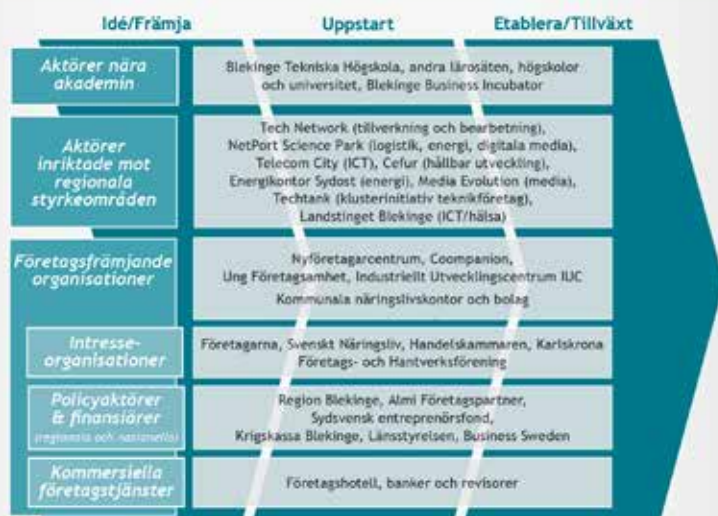 Idé/Främja
Uppstart
Etablera/Tillväxt
Aktörer nära
akademin
Blekinge Tekniska Högskola, andra lärosäten, högskolor
och universitet, Blekinge Business Incubator
Aktörer
inriktade mot
regionala
styrkeområden
Tech Network (tillverkning och bearbetning),
NetPort Science Park (logistik, energi, digitala media),
Telecom City (ICT), Cefur (hållbar utveckling),
Energikontor Sydost (energi), Media Evolution (media),
Techtank (klusterinitiativ teknikföretag),
Landstinget Blekinge (ICT/hälsa)
Företagsfrämjande
organisationer
Nyföretagarcentrum, Coompanion,
Ung Företagsamhet, Industriellt Utvecklingscentrum IUC
Kommunala näringslivskontor och bolag
Intresse-
organisationer
Företagarna, Svenskt Näringsliv, Handelskammaren, Karlskrona
Företags- och Hantverksförening
Policyaktörer
& finansiärer
(regionala och nationella)
Region Blekinge, Almi Företagspartner,
Sydsvensk entreprenörsfond,
Krigskassa Blekinge, Länsstyrelsen, Business Sweden
Kommersiella
företagstjänster
Företagshotell, banker och revisorer